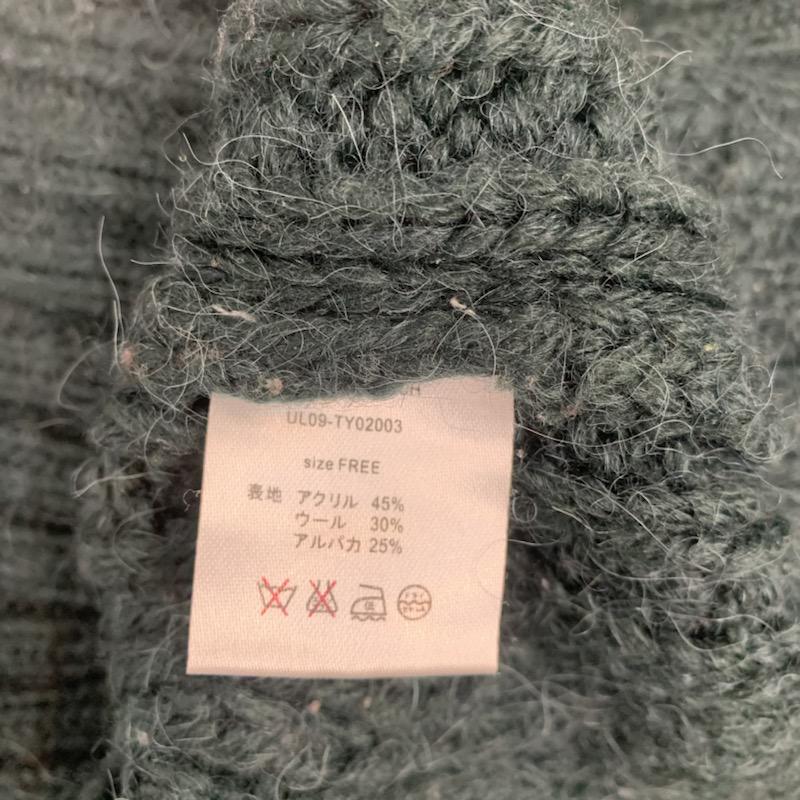 UL09-TY02003
size FREE
表地 アクリル 45%
ウール 30%
アルパカ 25%
低